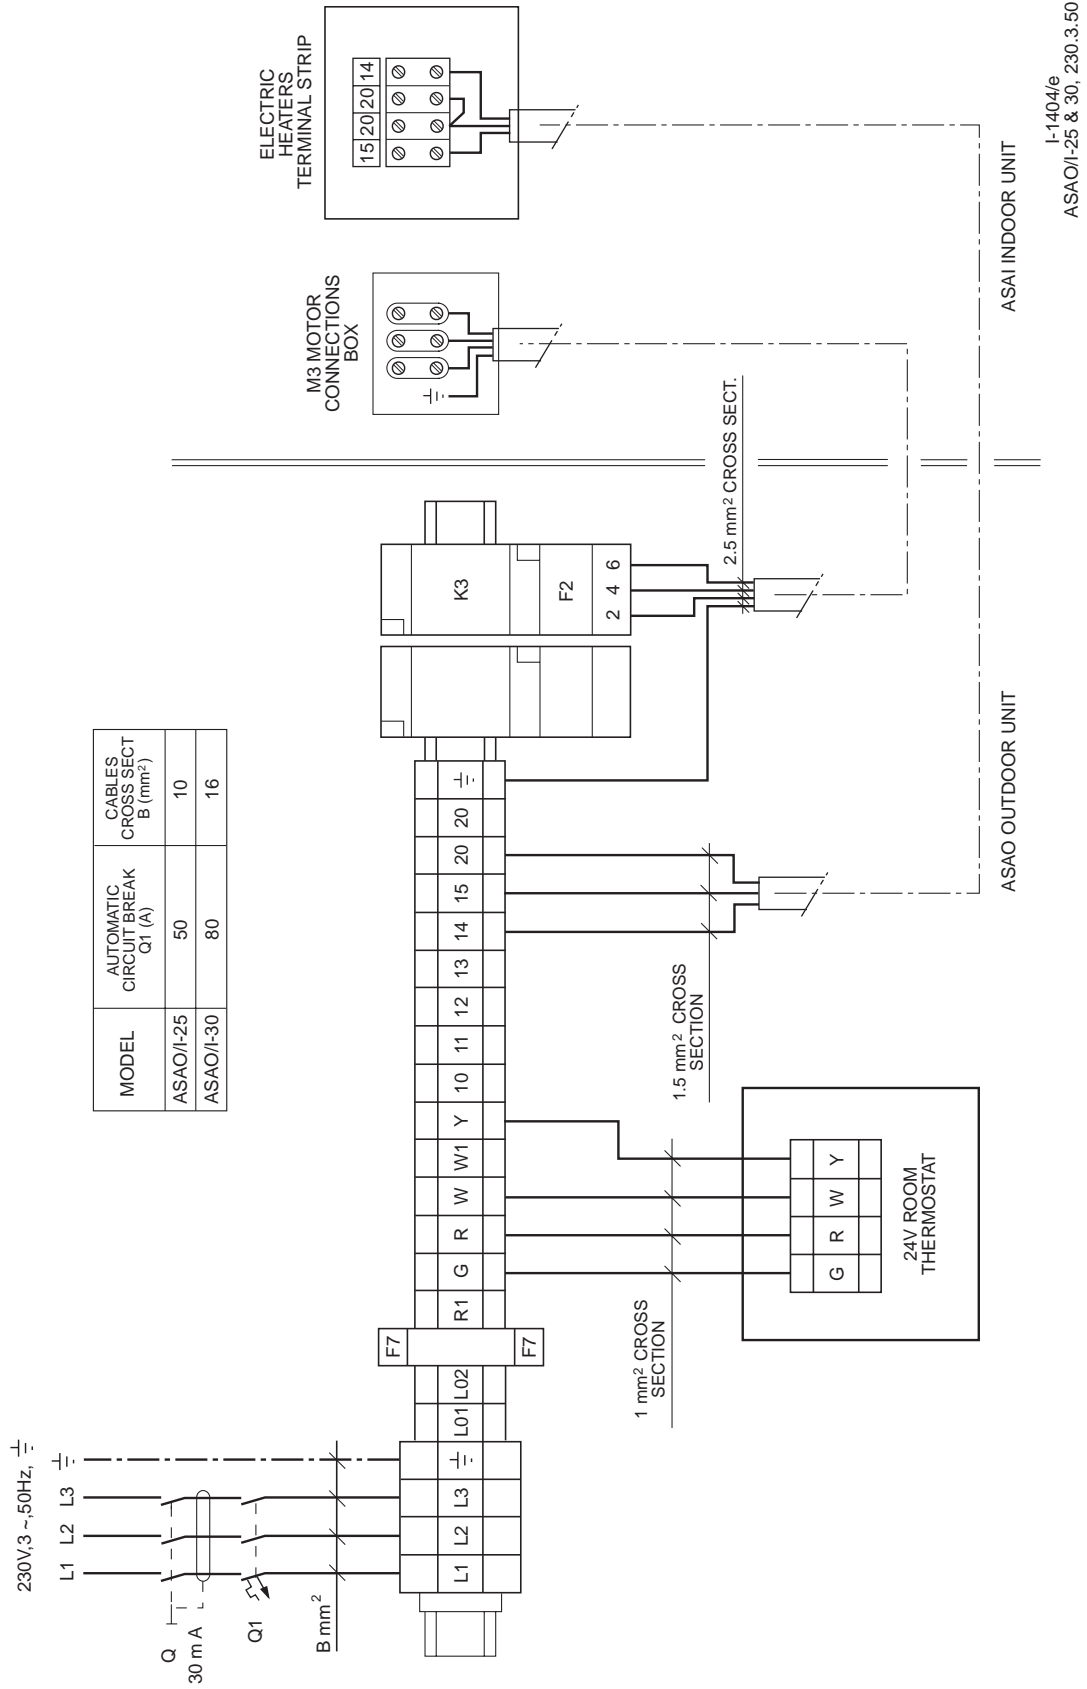 230V,3 ~,50Hz,
L1 L2 L3
Q
30 m A
Q1
B mm²
L1 L2 L3
L01 L02
F7
F7
R1 G R W W1 Y 10 11 12 13 14 15 20 20
MODEL
AUTOMATIC
CIRCUIT BREAK
Q1 (A)
CABLES
CROSS SECT
B (mm²)
ASAO/I-25 50 10
ASAO/I-30 80 16
K3
F2
2 4 6
1 mm² CROSS
SECTION
1.5 mm² CROSS
SECTION
2.5 mm² CROSS SECT.
G R W Y
24V ROOM
THERMOSTAT
M3 MOTOR
CONNECTIONS
BOX
ELECTRIC
HEATERS
TERMINAL STRIP
15 20 20 14
ASAO OUTDOOR UNIT
ASAI INDOOR UNIT
I-1404/e
ASAO/I-25 & 30, 230.3.50